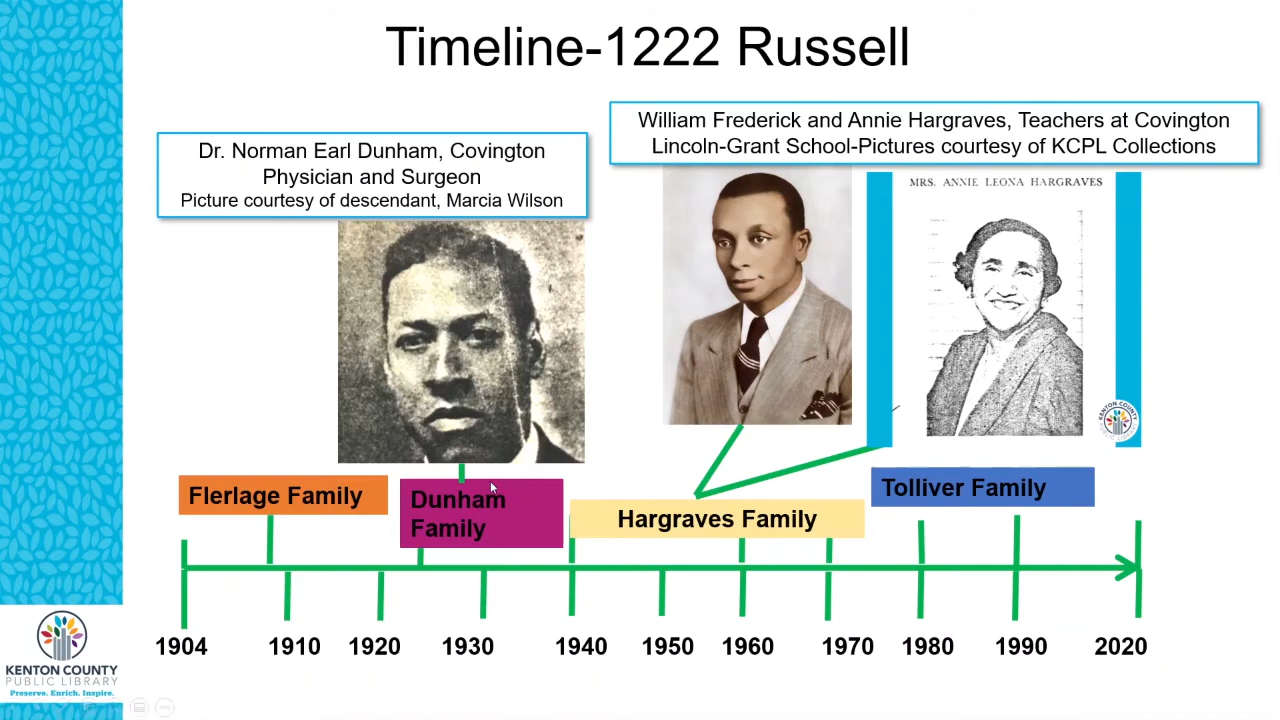 Timeline-1222 Russell
Dr. Norman Earl Dunham, Covington
Physician and Surgeon
Picture courtesy of descendant, Marcia Wilson
William Frederick and Annie Hargraves, Teachers at Covington
Lincoln-Grant School-Pictures courtesy of KCPL Collections
MRS. ANNIE LEONA HARGRAVES
KENTON COUNTY
Flerlage Family
Dunham
Family
Hargraves Family
Tolliver Family
1904
1910
1920
1930
1940
1950
1960
1970
1980
1990
2020
KENTON COUNTY
PUBLIC LIBRARY
Preserve. Enrich. Inspire.